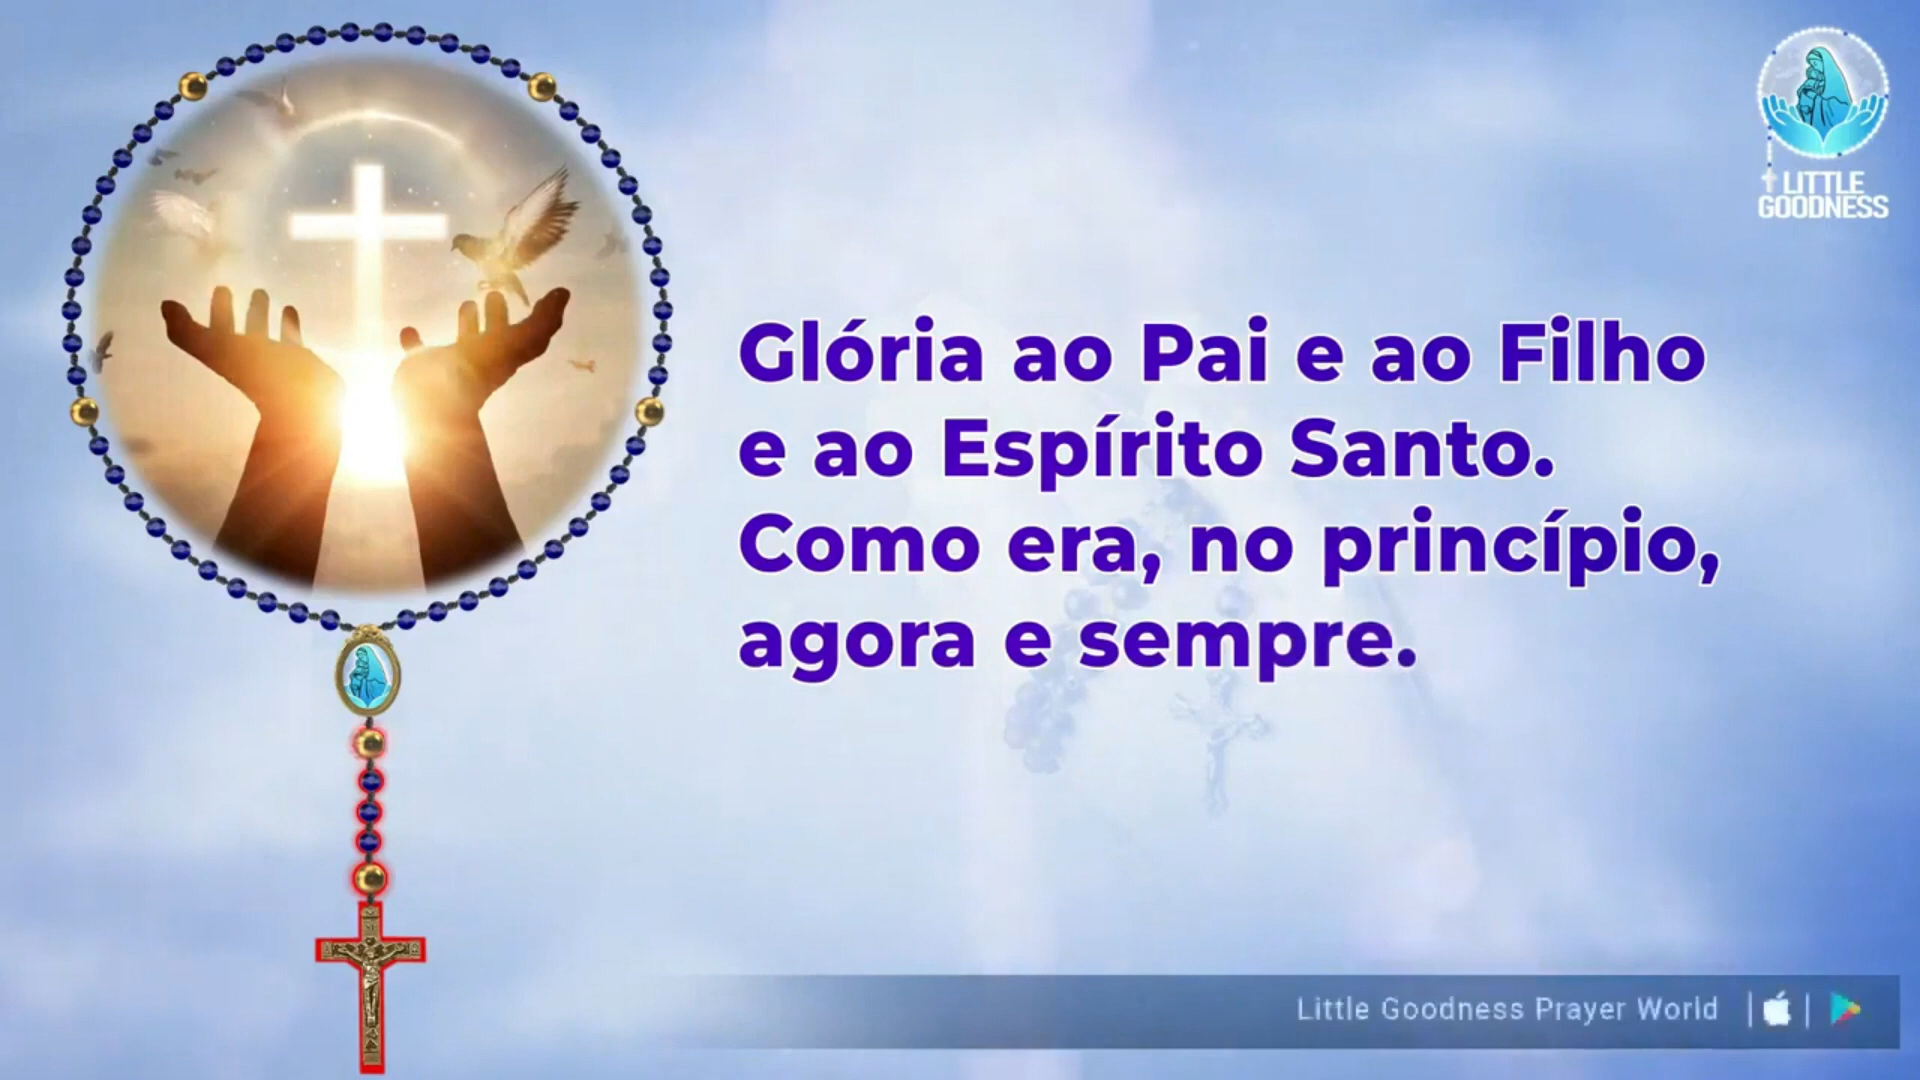 LITTLE
GOODNESS
Glória ao Pai e ao Filho
e ao Espírito Santo.
Como era, no princípio,
agora e sempre.
Little Goodness Prayer World